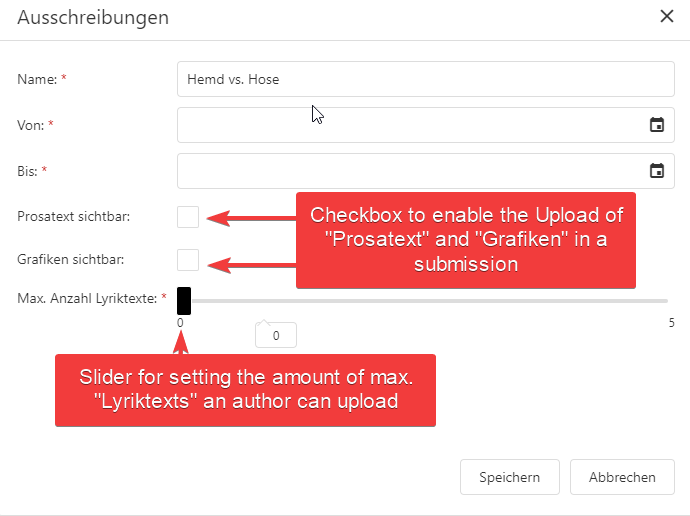 Ausschreibungen
Name: *
Hemd vs. Hose
Von: *
Bis: *
Prosatext sichtbar:
Checkbox to enable the Upload of
"Prosatext" and "Grafiken" in a
submission
Grafiken sichtbar:
Max. Anzahl Lyriktexte: *
0
5
0
Slider for setting the amount of max.
"Lyriktexts" an author can upload
Speichern
Abbrechen